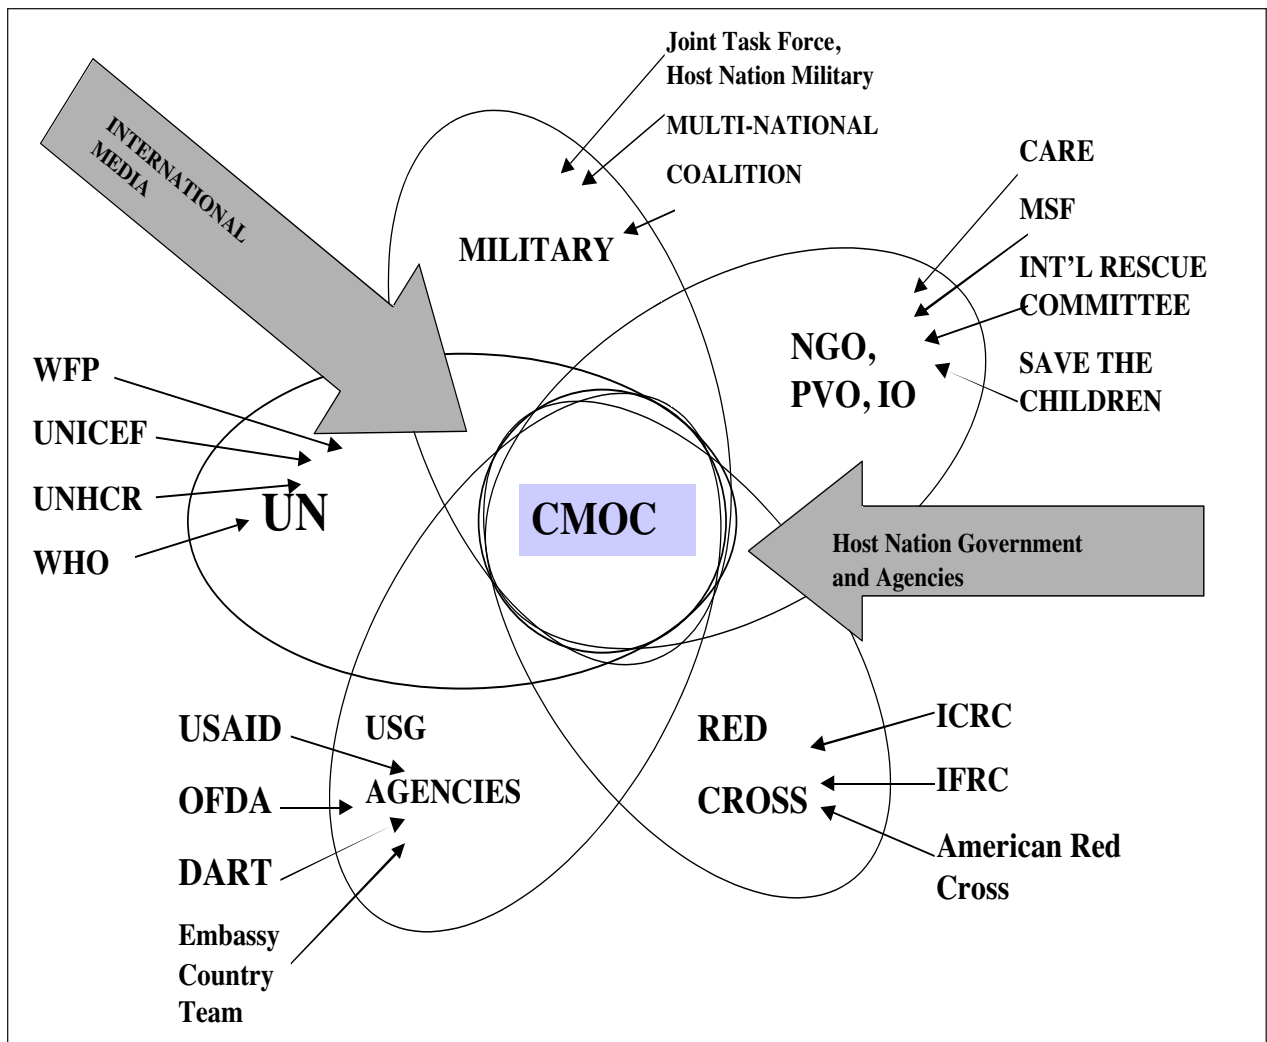 Joint Task Force,
Host Nation Military
MULTI-NATIONAL
COALITION
INTERNATIONAL
MEDIA
MILITARY
CARE
MSF
INT'L RESCUE
COMMITTEE
SAVE THE
CHILDREN
NGO,
PVO, IO
WFP
UNICEF
UNHCR
WHO
UN
CMOC
Host Nation Government
and Agencies
USAID
OFDA
DART
Embassy
Country
Team
USG
AGENCIES
RED
CROSS
ICRC
IFRC
American Red
Cross